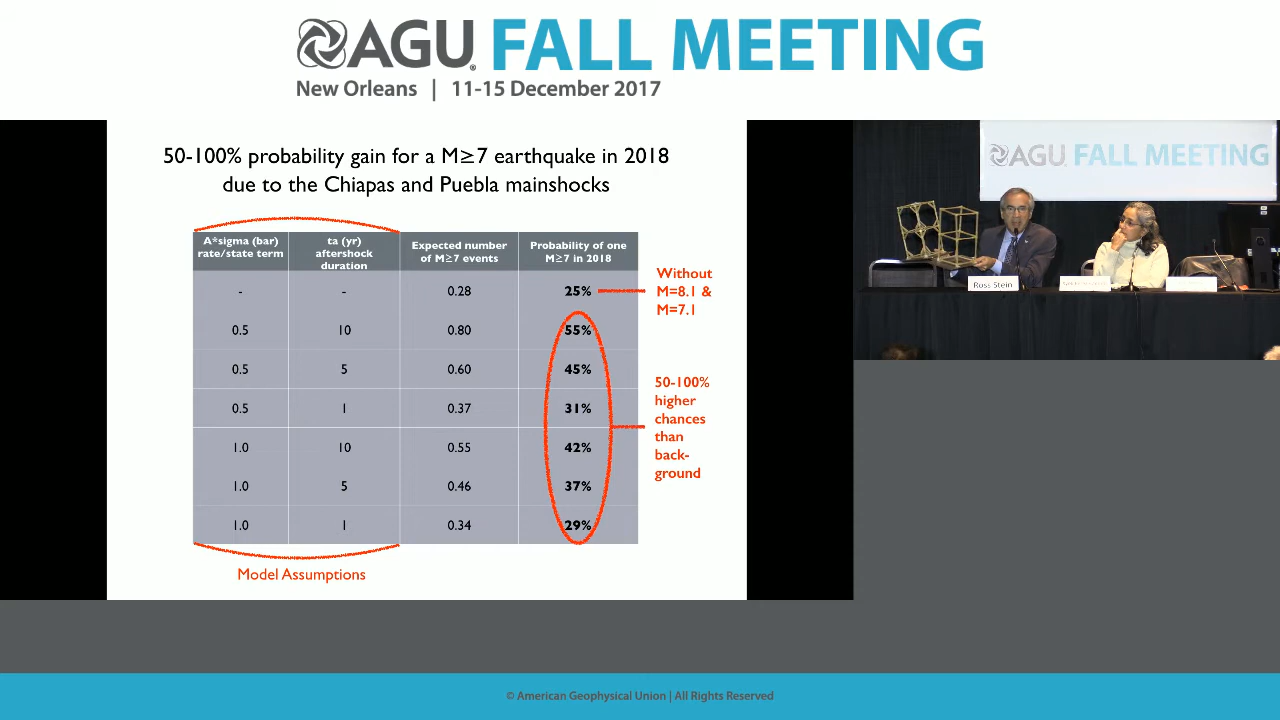 AGU FALL MEETING
New Orleans | 11-15 December 2017
50-100% probability gain for a M≥7 earthquake in 2018
due to the Chiapas and Puebla mainshocks
A*sigma (bar)
rate/state term
ta (yr)
aftershock
duration
Expected number
of M≥7 events
Probability of one
M≥7 in 2018
- - 0.28 25%
0.5 10 0.80 55%
0.5 5 0.60 45%
0.5 1 0.37 31%
1.0 10 0.55 42%
1.0 5 0.46 37%
1.0 1 0.34 29%
Without
M=8.1 &
M=7.1
50-100%
higher
chances
than
back-
ground
Model Assumptions
AGU FALL MEETING
Ross Stein
© American Geophysical Union | All Rights Reserved